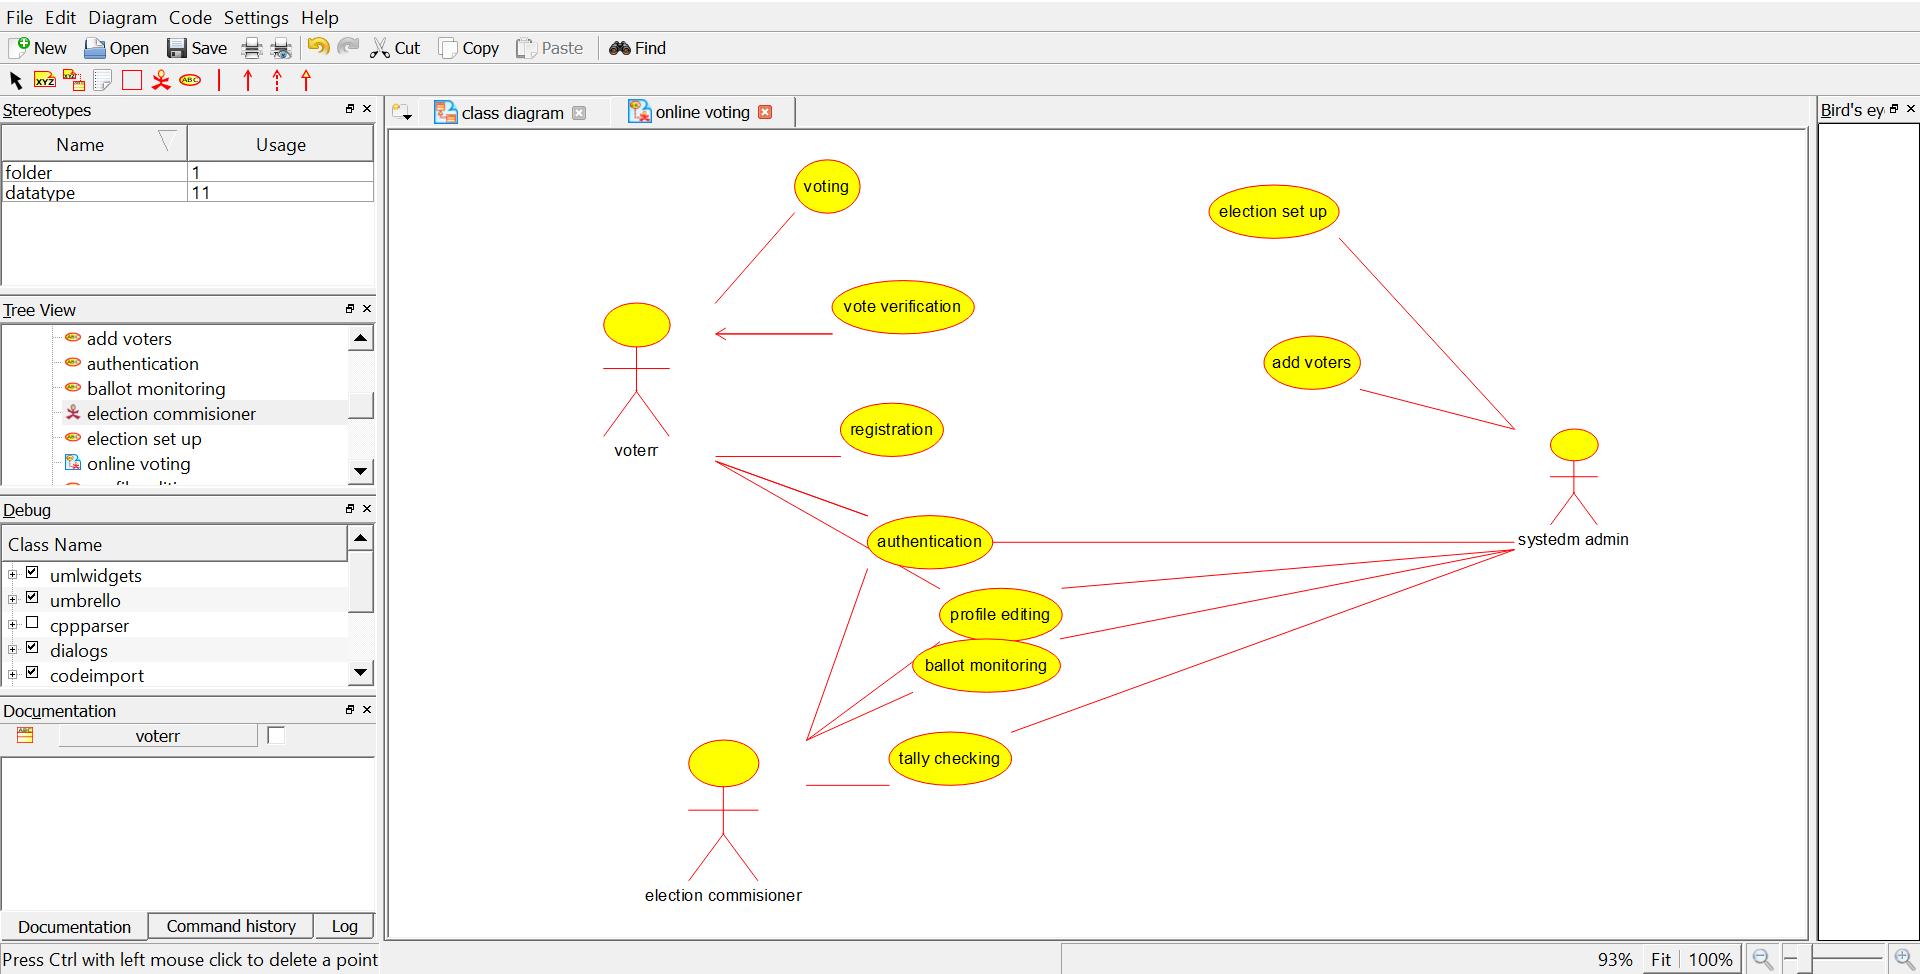 File Edit Diagram Code Settings Help
New Open Save Cut Copy Paste Find
XYZ XYZ ABC
Stereotypes
Name Usage
folder 1
datatype 11
Tree View
add voters
authentication
ballot monitoring
election commisioner
election set up
online voting
Debug
Class Name
umlwidgets
umbrello
cppparser
dialogs
codeimport
Documentation
voterr
Documentation Command history Log
Press Ctrl with left mouse click to delete a point
class diagram online voting
voting
election set up
vote verification
add voters
registration
voterr
authentication
systedm admin
profile editing
ballot monitoring
tally checking
election commisioner
Bird's ey
93% Fit 100%